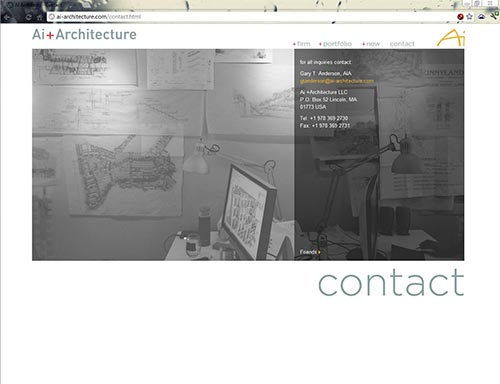 ai-architecture.com/contact.html
Ai+Architecture
+ firm + portfolio + new contact
Ai
for all inquiries contact:
Gary T. Anderson, AIA
gtanderson@ai-architecture.com
Ai +Architecture LLC
P.O. Box 52 Lincoln, MA
01773 USA
Tel: +1 978 369 2730
Fax: +1 978 369 2731
Friends
contact